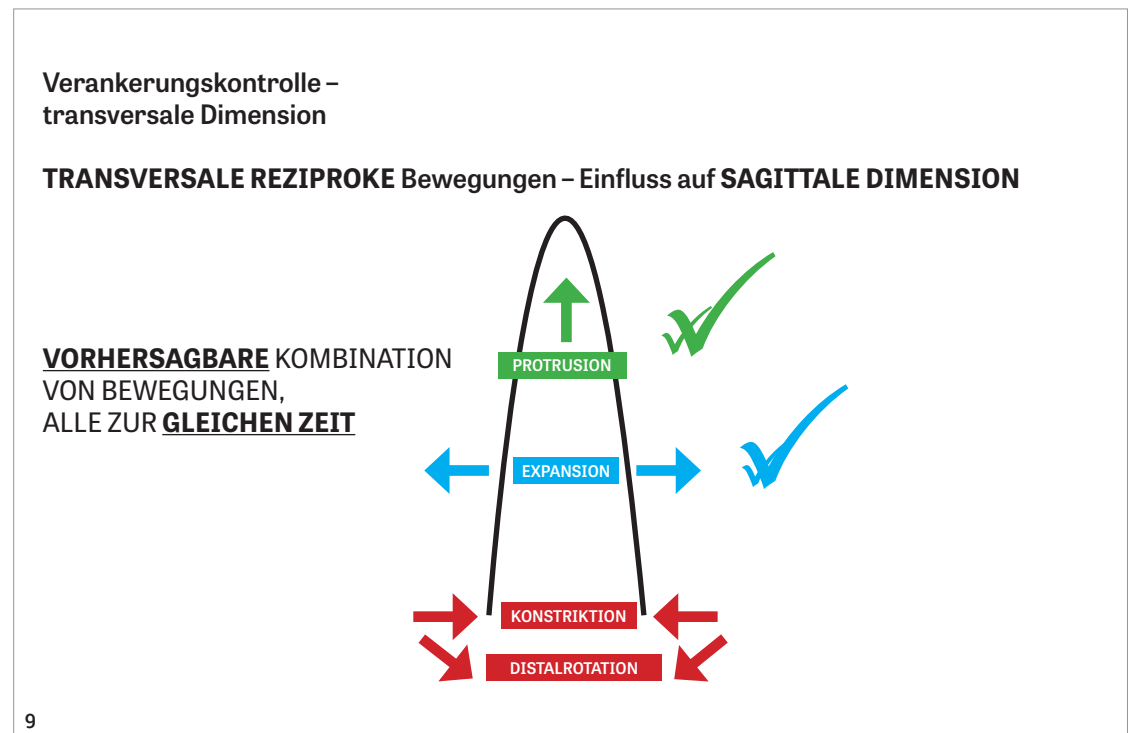 Verankerungskontrolle –
transversale Dimension
TRANSVERSALE REZIPROKE Bewegungen – Einfluss auf SAGITTALE DIMENSION
VORHERSAGBARE KOMBINATION
VON BEWEGUNGEN,
ALLE ZUR GLEICHEN ZEIT
PROTRUSION
EXPANSION
KONSTRIKTION
DISTALROTATION
9